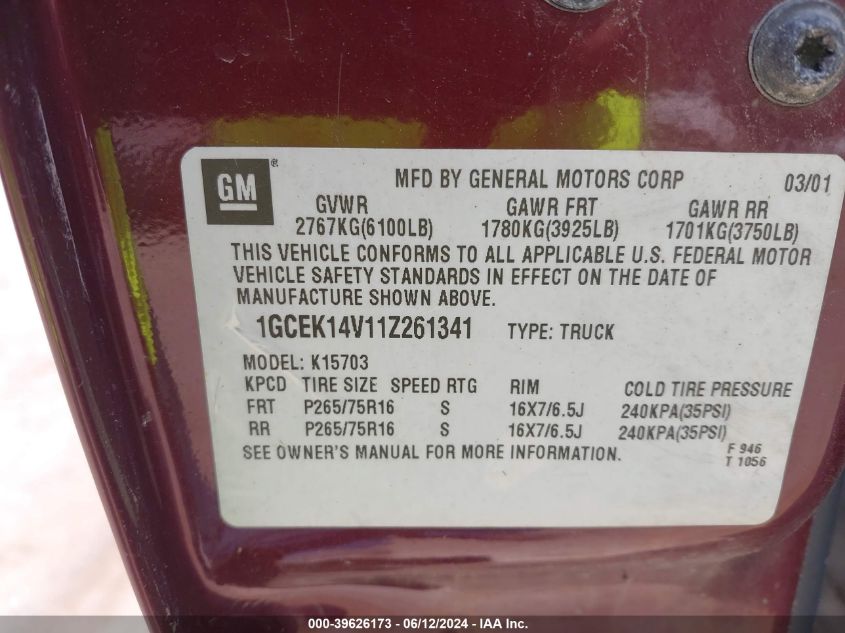 GM ® MFD BY GENERAL MOTORS CORP 03/01
GVWR GAWR FRT GAWR RR
2767KG(6100LB) 1780KG(3925LB) 1701KG(3750LB)
THIS VEHICLE CONFORMS TO ALL APPLICABLE U.S. FEDERAL MOTOR
VEHICLE SAFETY STANDARDS IN EFFECT ON THE DATE OF
MANUFACTURE SHOWN ABOVE.
1GCEK14V11Z261341 TYPE: TRUCK
MODEL: K15703
KPCD TIRE SIZE SPEED RTG RIM COLD TIRE PRESSURE
FRT P265/75R16 S 16X7/6.5J 240KPA(35PSI)
RR P265/75R16 S 16X7/6.5J 240KPA(35PSI)
SEE OWNER'S MANUAL FOR MORE INFORMATION.
F 946
T 1056
000-39626173 - 06/12/2024 - IAA Inc.